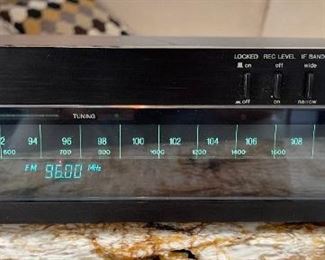 LOCKED REC LEVEL IF BAND
on off wide
off on narrow
TUNING
2 94 96 98 100 102 104 106 108
600 700 800 1000 1200 1400 1600
FM 96.00 MHz